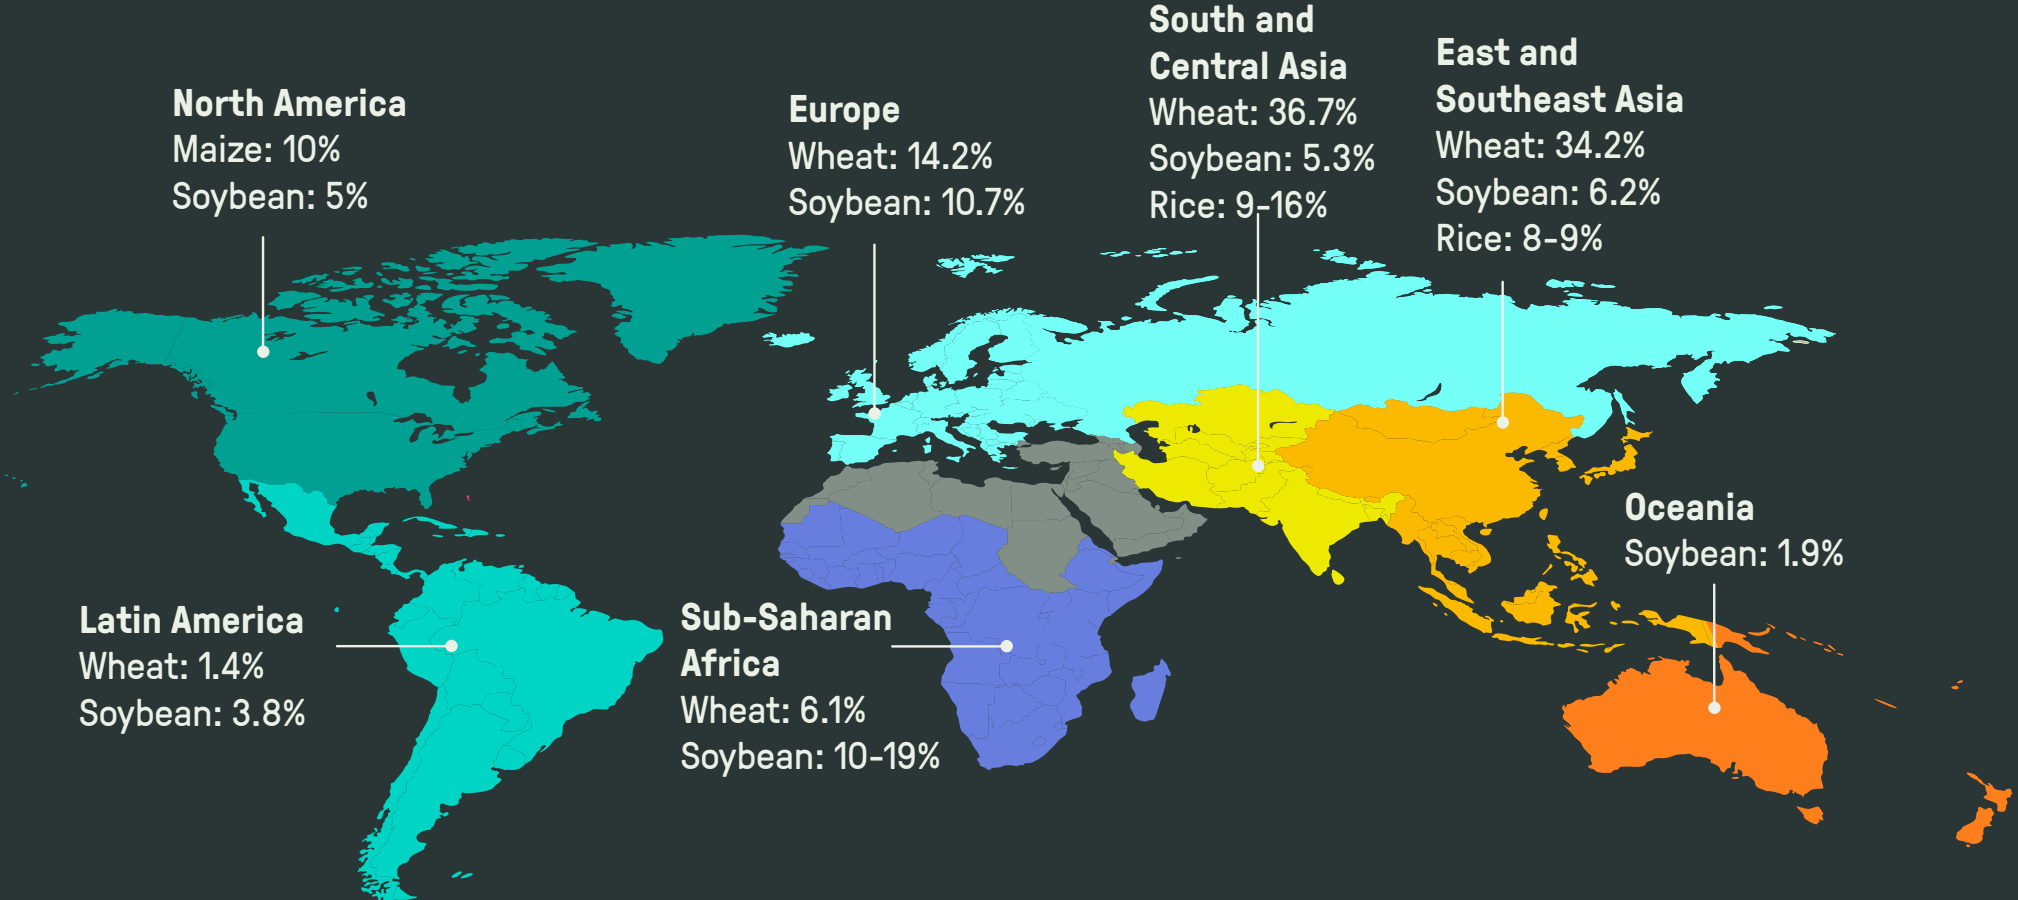 North America
Maize: 10%
Soybean: 5%
Europe
Wheat: 14.2%
Soybean: 10.7%
South and
Central Asia
Wheat: 36.7%
Soybean: 5.3%
Rice: 9-16%
East and
Southeast Asia
Wheat: 34.2%
Soybean: 6.2%
Rice: 8-9%
Oceania
Soybean: 1.9%
Latin America
Wheat: 1.4%
Soybean: 3.8%
Sub-Saharan
Africa
Wheat: 6.1%
Soybean: 10-19%